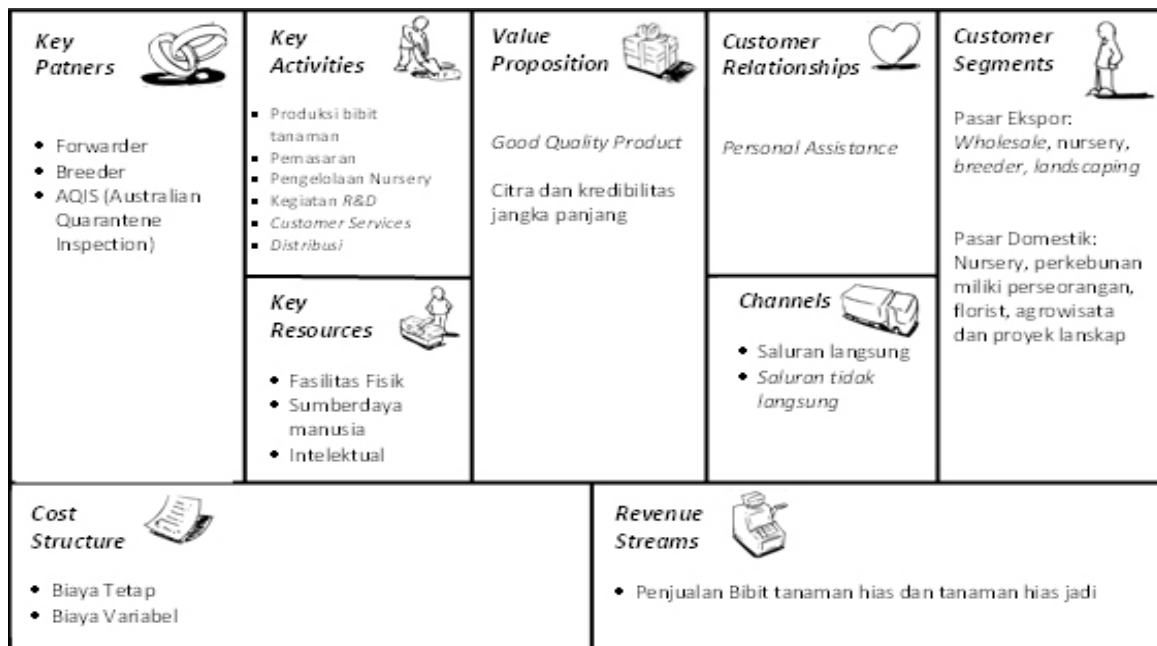 Key
Patners
• Forwarder
• Breeder
• AQIS (Australian
Quarantene
Inspection)
Key
Activities
▪ Produksi bibit
tanaman
▪ Pemasaran
▪ Pengelolaan Nursery
▪ Kegiatan R&D
▪ Customer Services
▪ Distribusi
Key
Resources
• Fasilitas Fisik
• Sumberdaya
manusia
• Intelektual
Value
Proposition
Good Quality Product
Citra dan kredibilitas
jangka panjang
Customer
Relationships
Personal Assistance
Channels
• Saluran langsung
• Saluran tidak
langsung
Customer
Segments
Pasar Ekspor:
Wholesale, nursery,
breeder, landscaping
Pasar Domestik:
Nursery, perkebunan
miliki perseorangan,
florist, agrowisata
dan proyek lanskap
Cost
Structure
• Biaya Tetap
• Biaya Variabel
Revenue
Streams
• Penjualan Bibit tanaman hias dan tanaman hias jadi